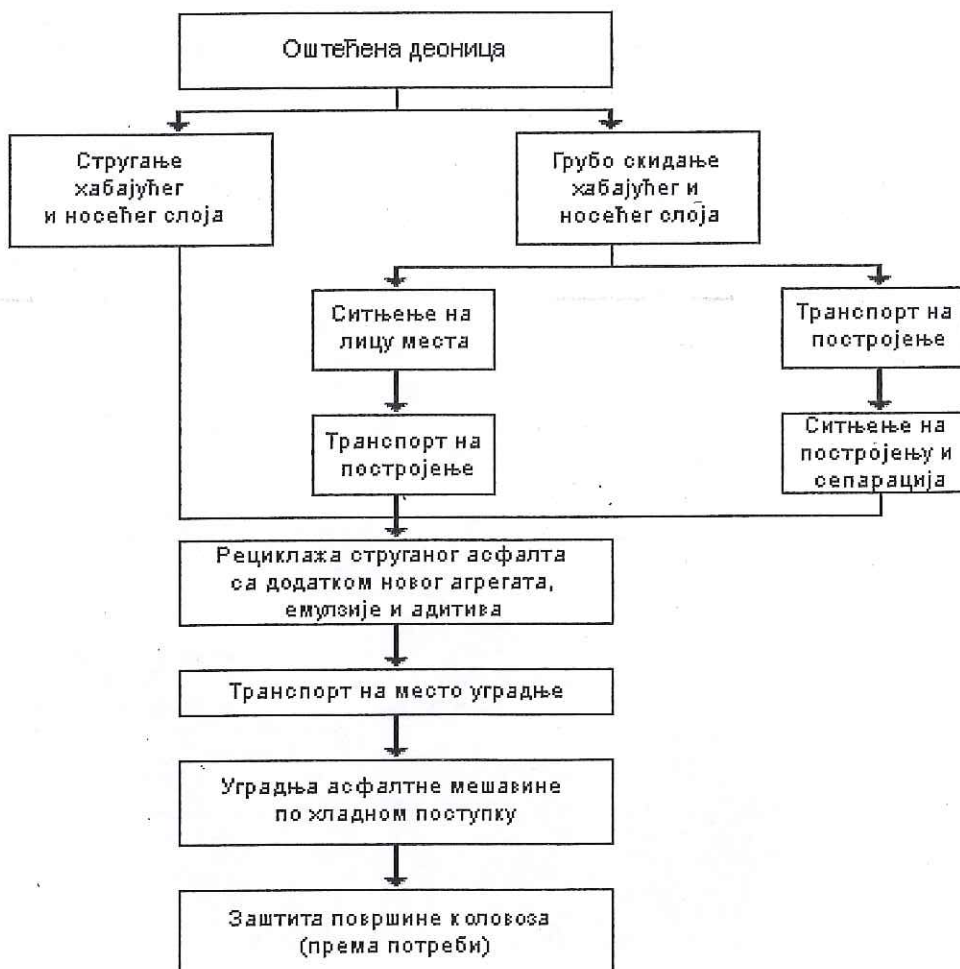 Оштећена деоница
Стругање
хабајућег
и носећег слоја
Грубо скидање
хабајућег и
носећег слоја
Ситњење на
лицу места
Транспорт на
постројење
Транспорт на
постројење
Ситњење на
постројењу и
сепарација
Рециклажа струганог асфалта
са додатком новог агрегата,
емулзије и адитива
Транспорт на место уградње
Уградња асфалтне мешавине
по хладном поступку
Заштита површине коловоза
(према потреби)